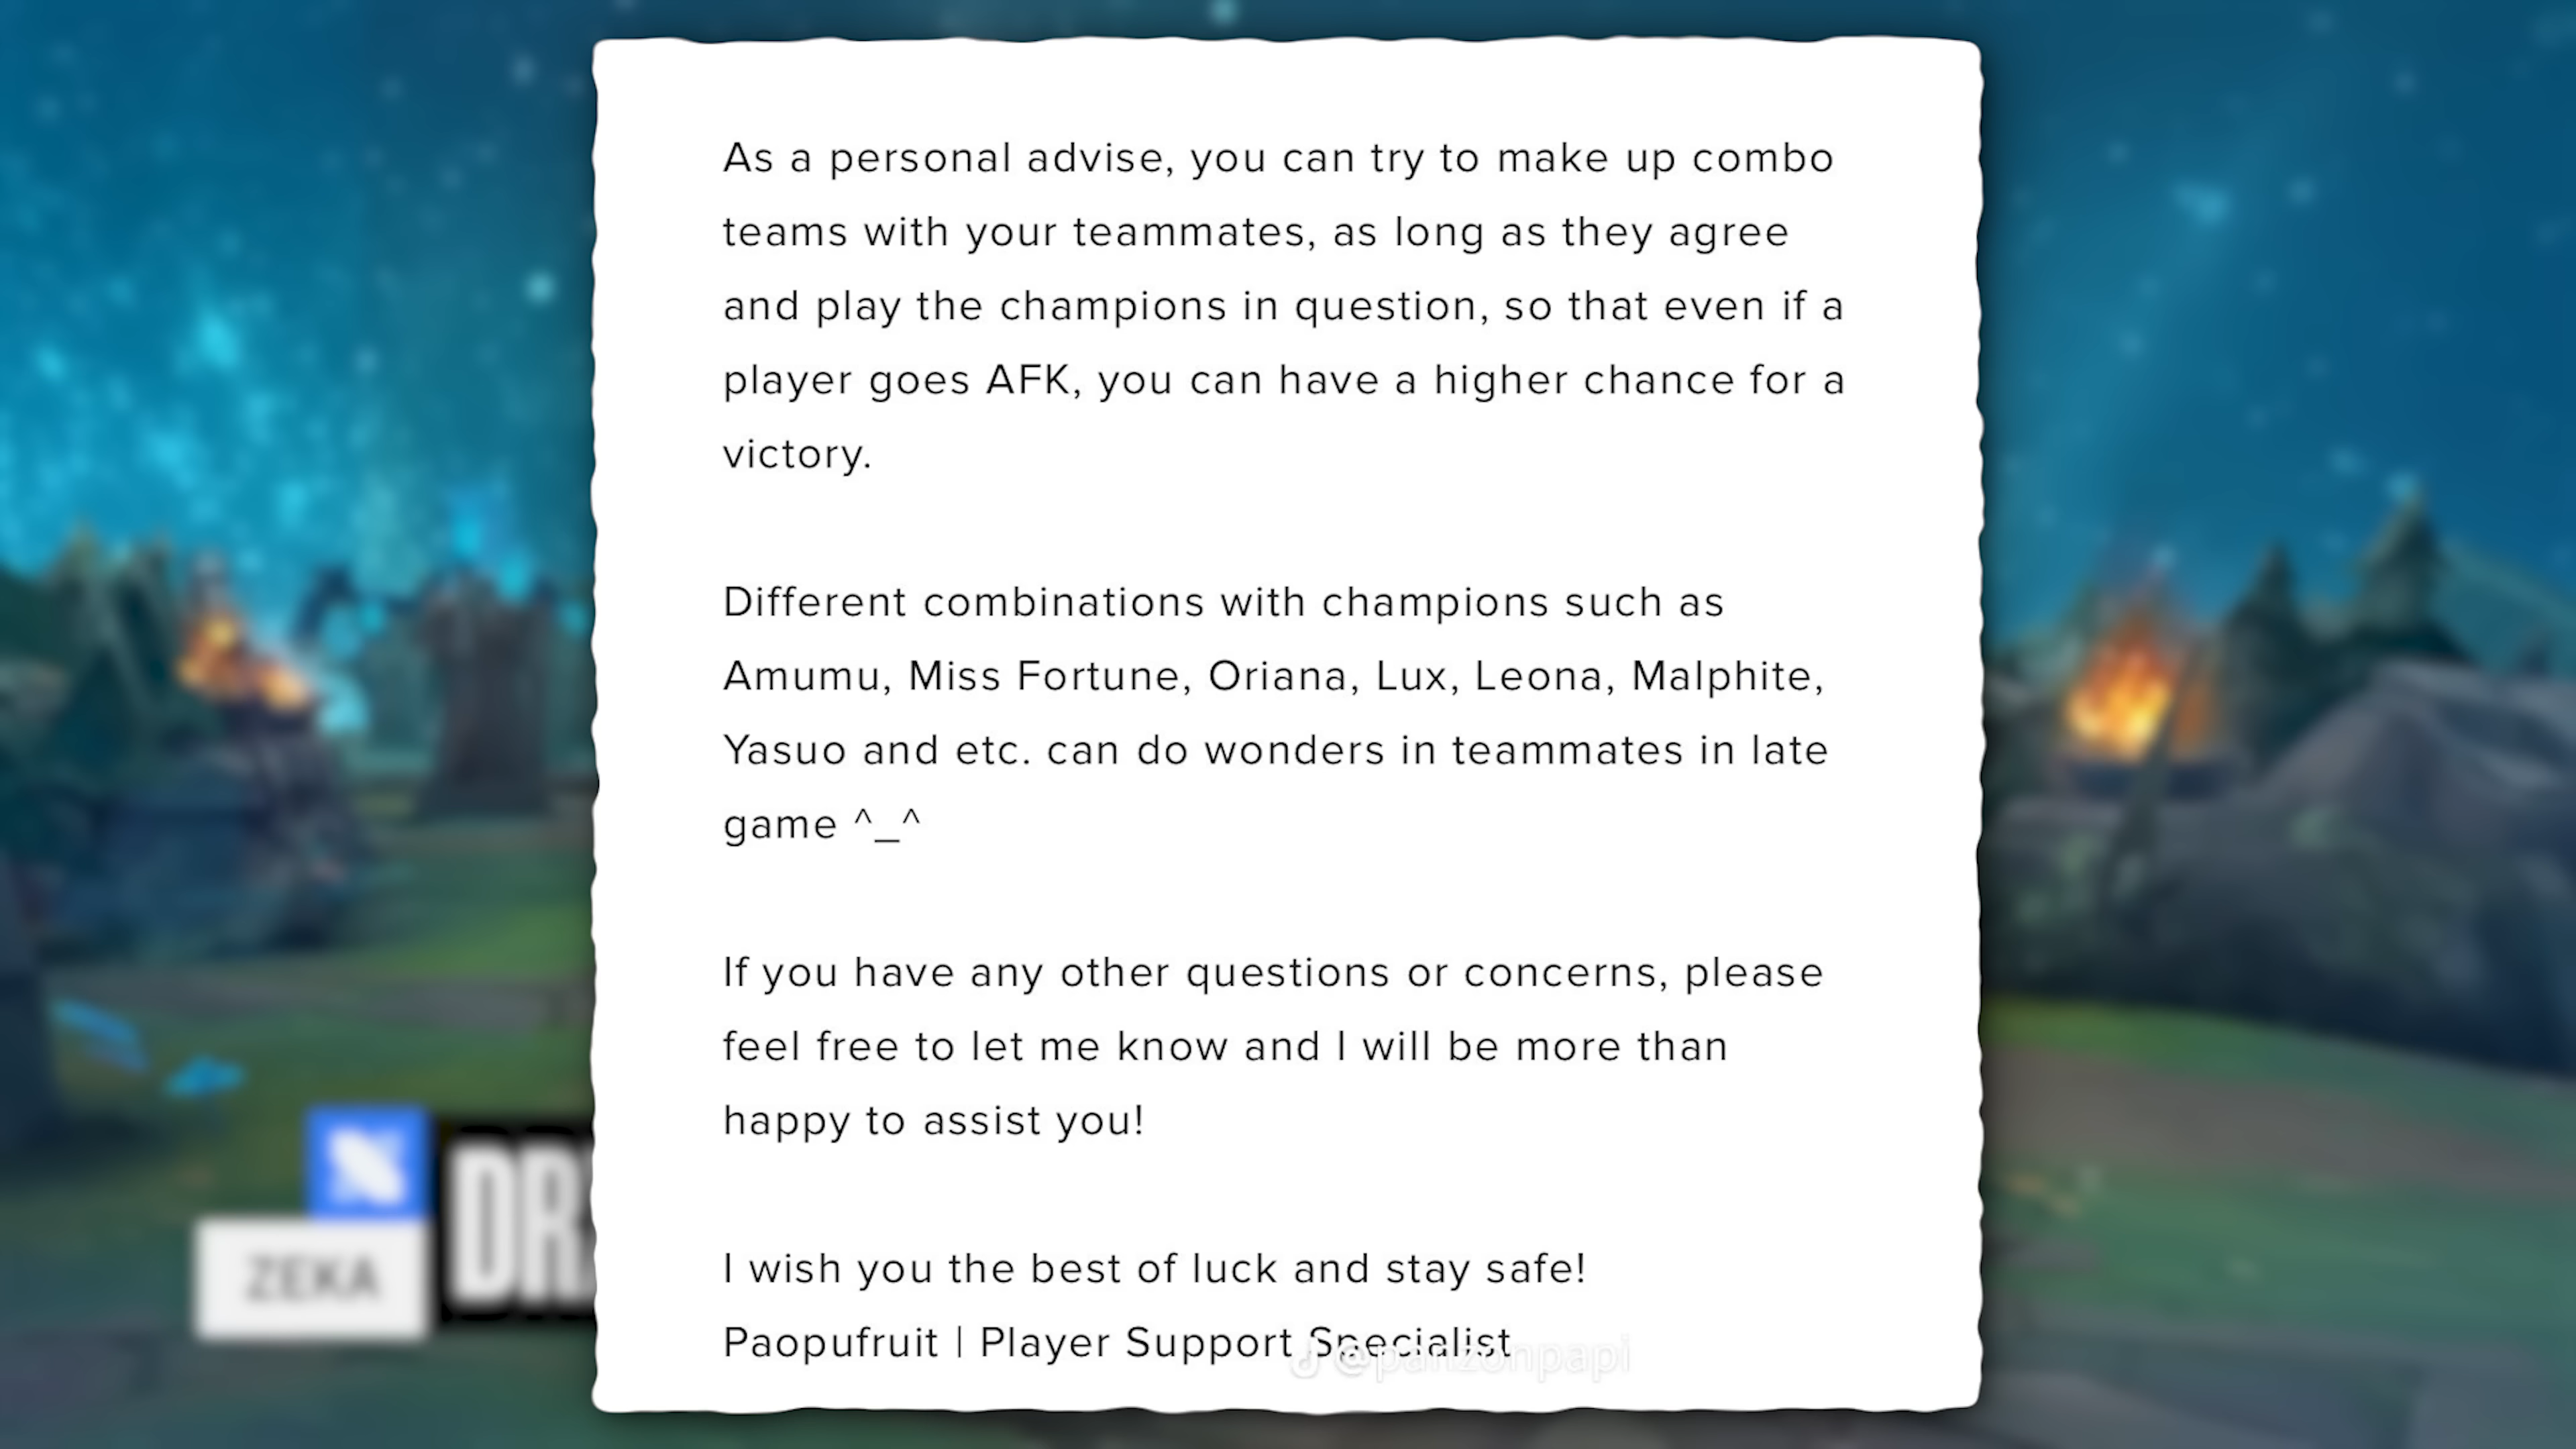 As a personal advise, you can try to make up combo
teams with your teammates, as long as they agree
and play the champions in question, so that even if a
player goes AFK, you can have a higher chance for a
victory.
Different combinations with champions such as
Amumu, Miss Fortune, Oriana, Lux, Leona, Malphite,
Yasuo and etc. can do wonders in teammates in late
game ^_^
If you have any other questions or concerns, please
feel free to let me know and I will be more than
happy to assist you!
I wish you the best of luck and stay safe!
Paopufruit | Player Support Specialist
@panzonpapi
ZEKA